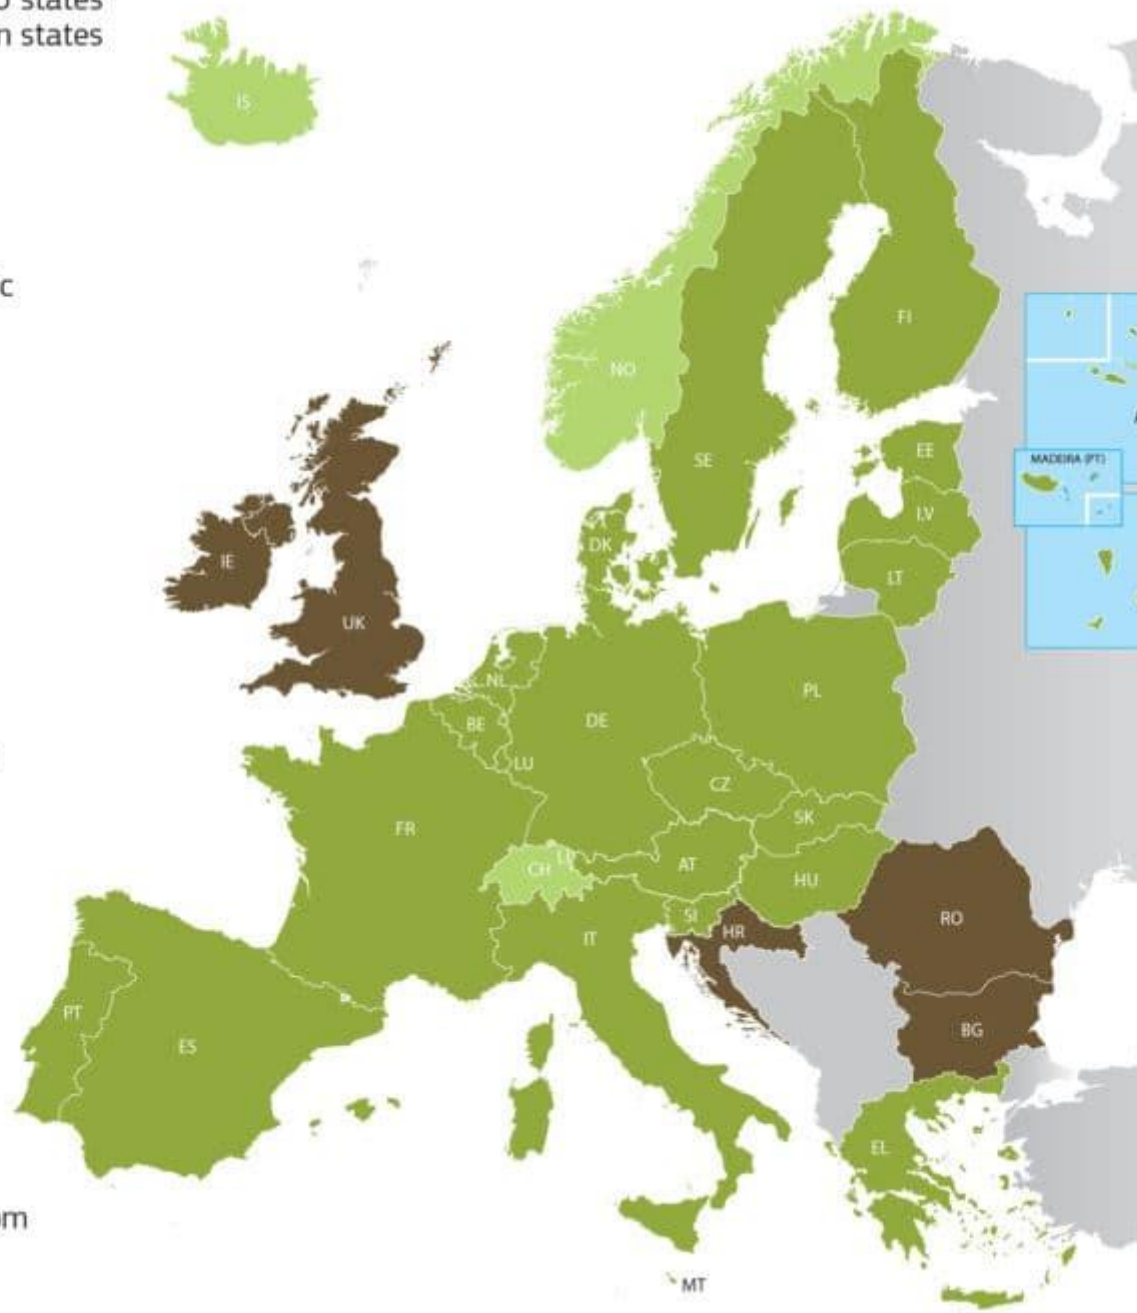 states
n states
IS
c
NO
FI
SE
EE
MADEIRA (PT)
LV
DK
IE
LT
UK
NL
PL
BE
DE
LU
CZ
SK
FR
CH
LI
AT
HU
SI
HR
RO
IT
PT
BG
ES
EL
om
MT